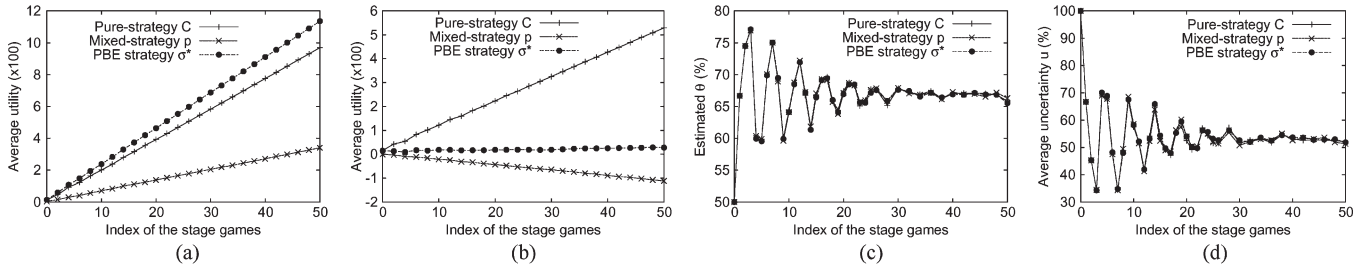 Average utility (x100)
12
10
8
6
4
2
0
Pure-strategy C
Mixed-strategy p
PBE strategy σ*
0 10 20 30 40 50
Index of the stage games
(a)
Average utility (x100)
6
5
4
3
2
1
0
-1
-2
Pure-strategy C
Mixed-strategy p
PBE strategy σ*
0 10 20 30 40 50
Index of the stage games
(b)
Estimated θ (%)
80
75
70
65
60
55
50
Pure-strategy C
Mixed-strategy p
PBE strategy σ*
0 10 20 30 40 50
Index of the stage games
(c)
Average uncertainty u (%)
100
90
80
70
60
50
40
30
Pure-strategy C
Mixed-strategy p
PBE strategy σ*
0 10 20 30 40 50
Index of the stage games
(d)